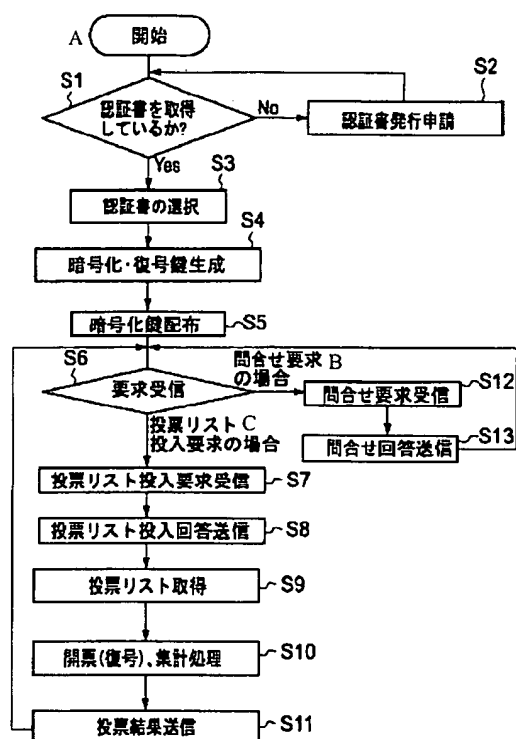 A 開始
S1
S2
認証書を取得
しているか?
No
認証書発行申請
Yes
S3
認証書の選択
S4
暗号化・復号鍵生成
暗号化鍵配布
S5
S6
要求受信
問合せ要求 B
の場合
S12
問合せ要求受信
S13
問合せ回答送信
投票リスト C
投入要求の場合
投票リスト投入要求受信
S7
投票リスト投入回答送信
S8
投票リスト取得
S9
開票(復号)、集計処理
S10
投票結果送信
S11